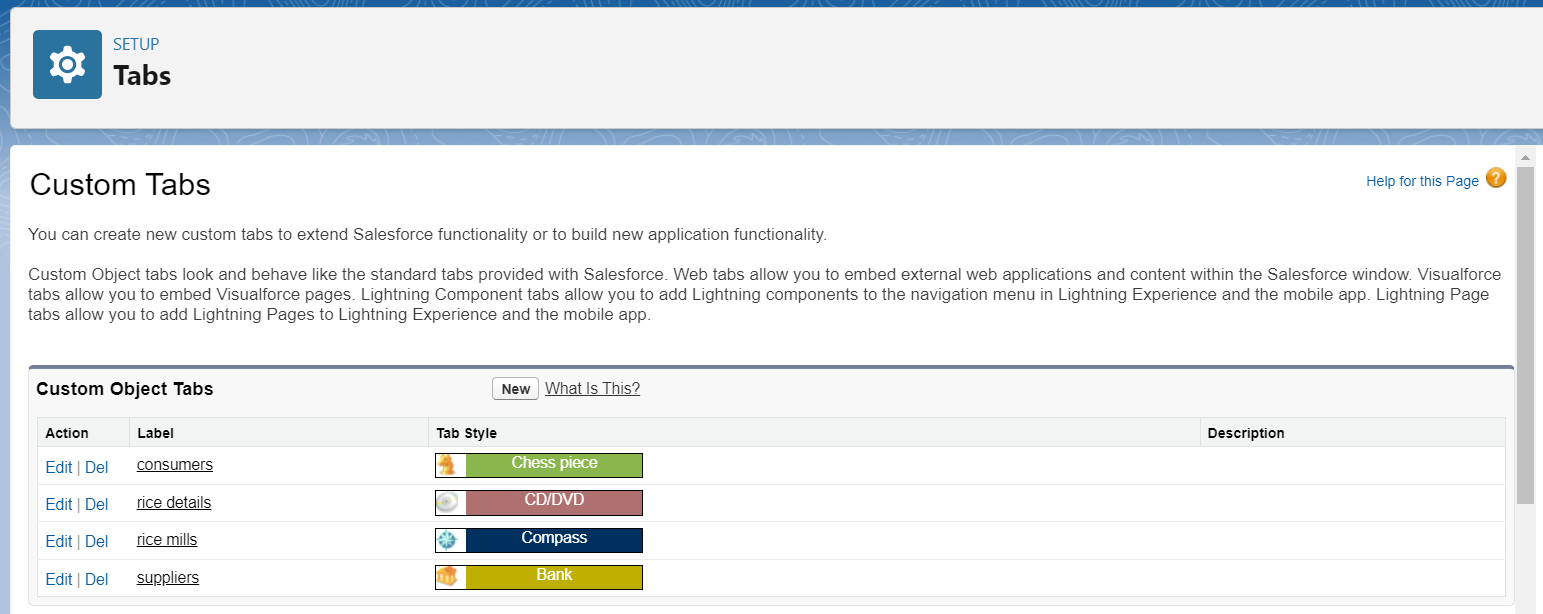 SETUP
Tabs
Custom Tabs
Help for this Page ?
You can create new custom tabs to extend Salesforce functionality or to build new application functionality.
Custom Object tabs look and behave like the standard tabs provided with Salesforce. Web tabs allow you to embed external web applications and content within the Salesforce window. Visualforce
tabs allow you to embed Visualforce pages. Lightning Component tabs allow you to add Lightning components to the navigation menu in Lightning Experience and the mobile app. Lightning Page
tabs allow you to add Lightning Pages to Lightning Experience and the mobile app.
Custom Object Tabs New What Is This?
Action Label Tab Style Description
Edit | Del consumers Chess piece
Edit | Del rice details CD/DVD
Edit | Del rice mills Compass
Edit | Del suppliers Bank